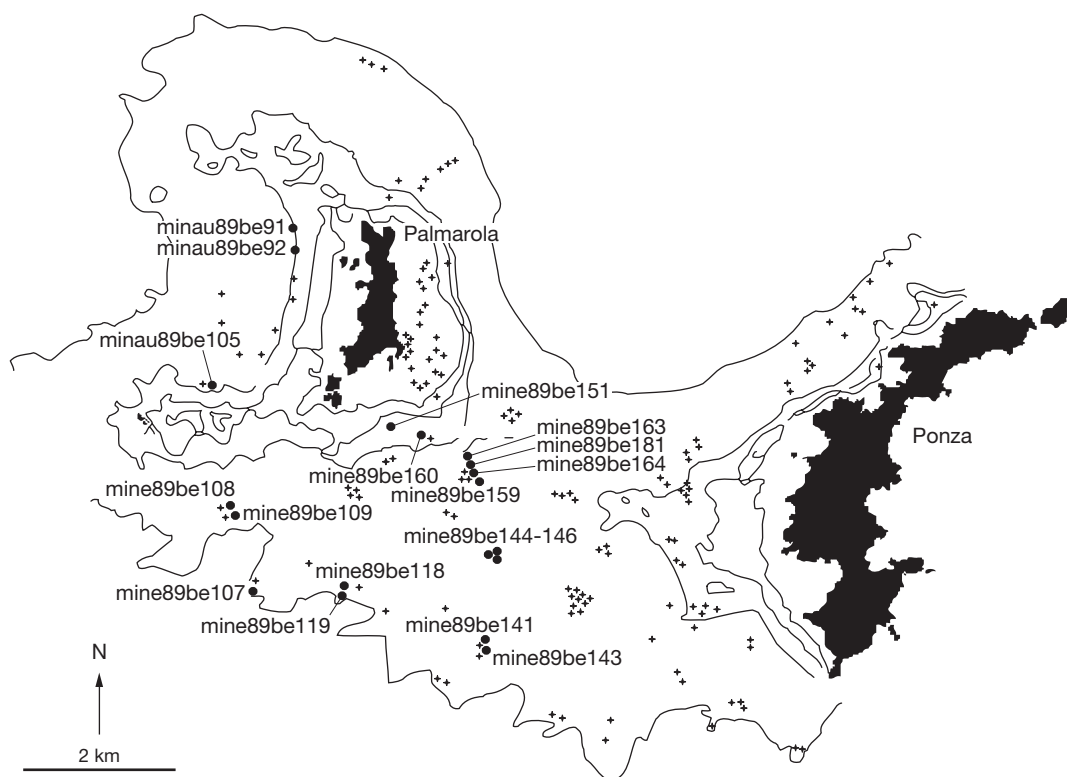 minau89be91
Palmarola
minau89be92
minau89be105
mine89be151
mine89be163
mine89be181
Ponza
mine89be164
mine89be160
mine89be108
mine89be159
mine89be109
mine89be144-146
mine89be118
mine89be107
mine89be119
mine89be141
N
mine89be143
2 km